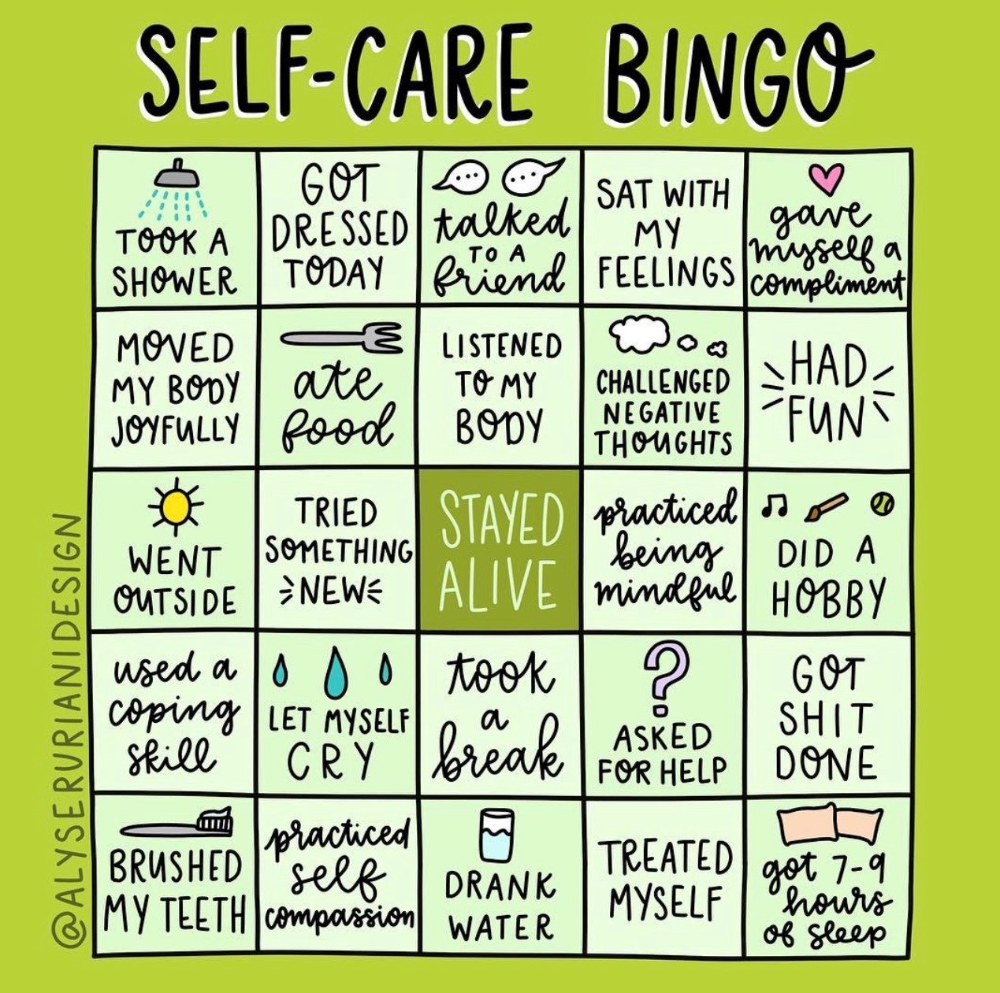 SELF-CARE BINGO
TOOK A
SHOWER
GOT
DRESSED
TODAY
talked
TO A
friend
SAT WITH
MY
FEELINGS
gave
myself a
compliment
MOVED
MY BODY
JOYFULLY
ate
food
LISTENED
TO MY
BODY
CHALLENGED
NEGATIVE
THOUGHTS
HAD
FUN
WENT
OUTSIDE
TRIED
SOMETHING
NEW
STAYED
ALIVE
practiced
being
mindful
DID A
HOBBY
used a
coping
skill
LET MYSELF
CRY
took
a
break
?
ASKED
FOR HELP
GOT
SHIT
DONE
BRUSHED
MY TEETH
practiced
self
compassion
DRANK
WATER
TREATED
MYSELF
got 7-9
hours
of sleep
@ALYSERURIANIDESIGN